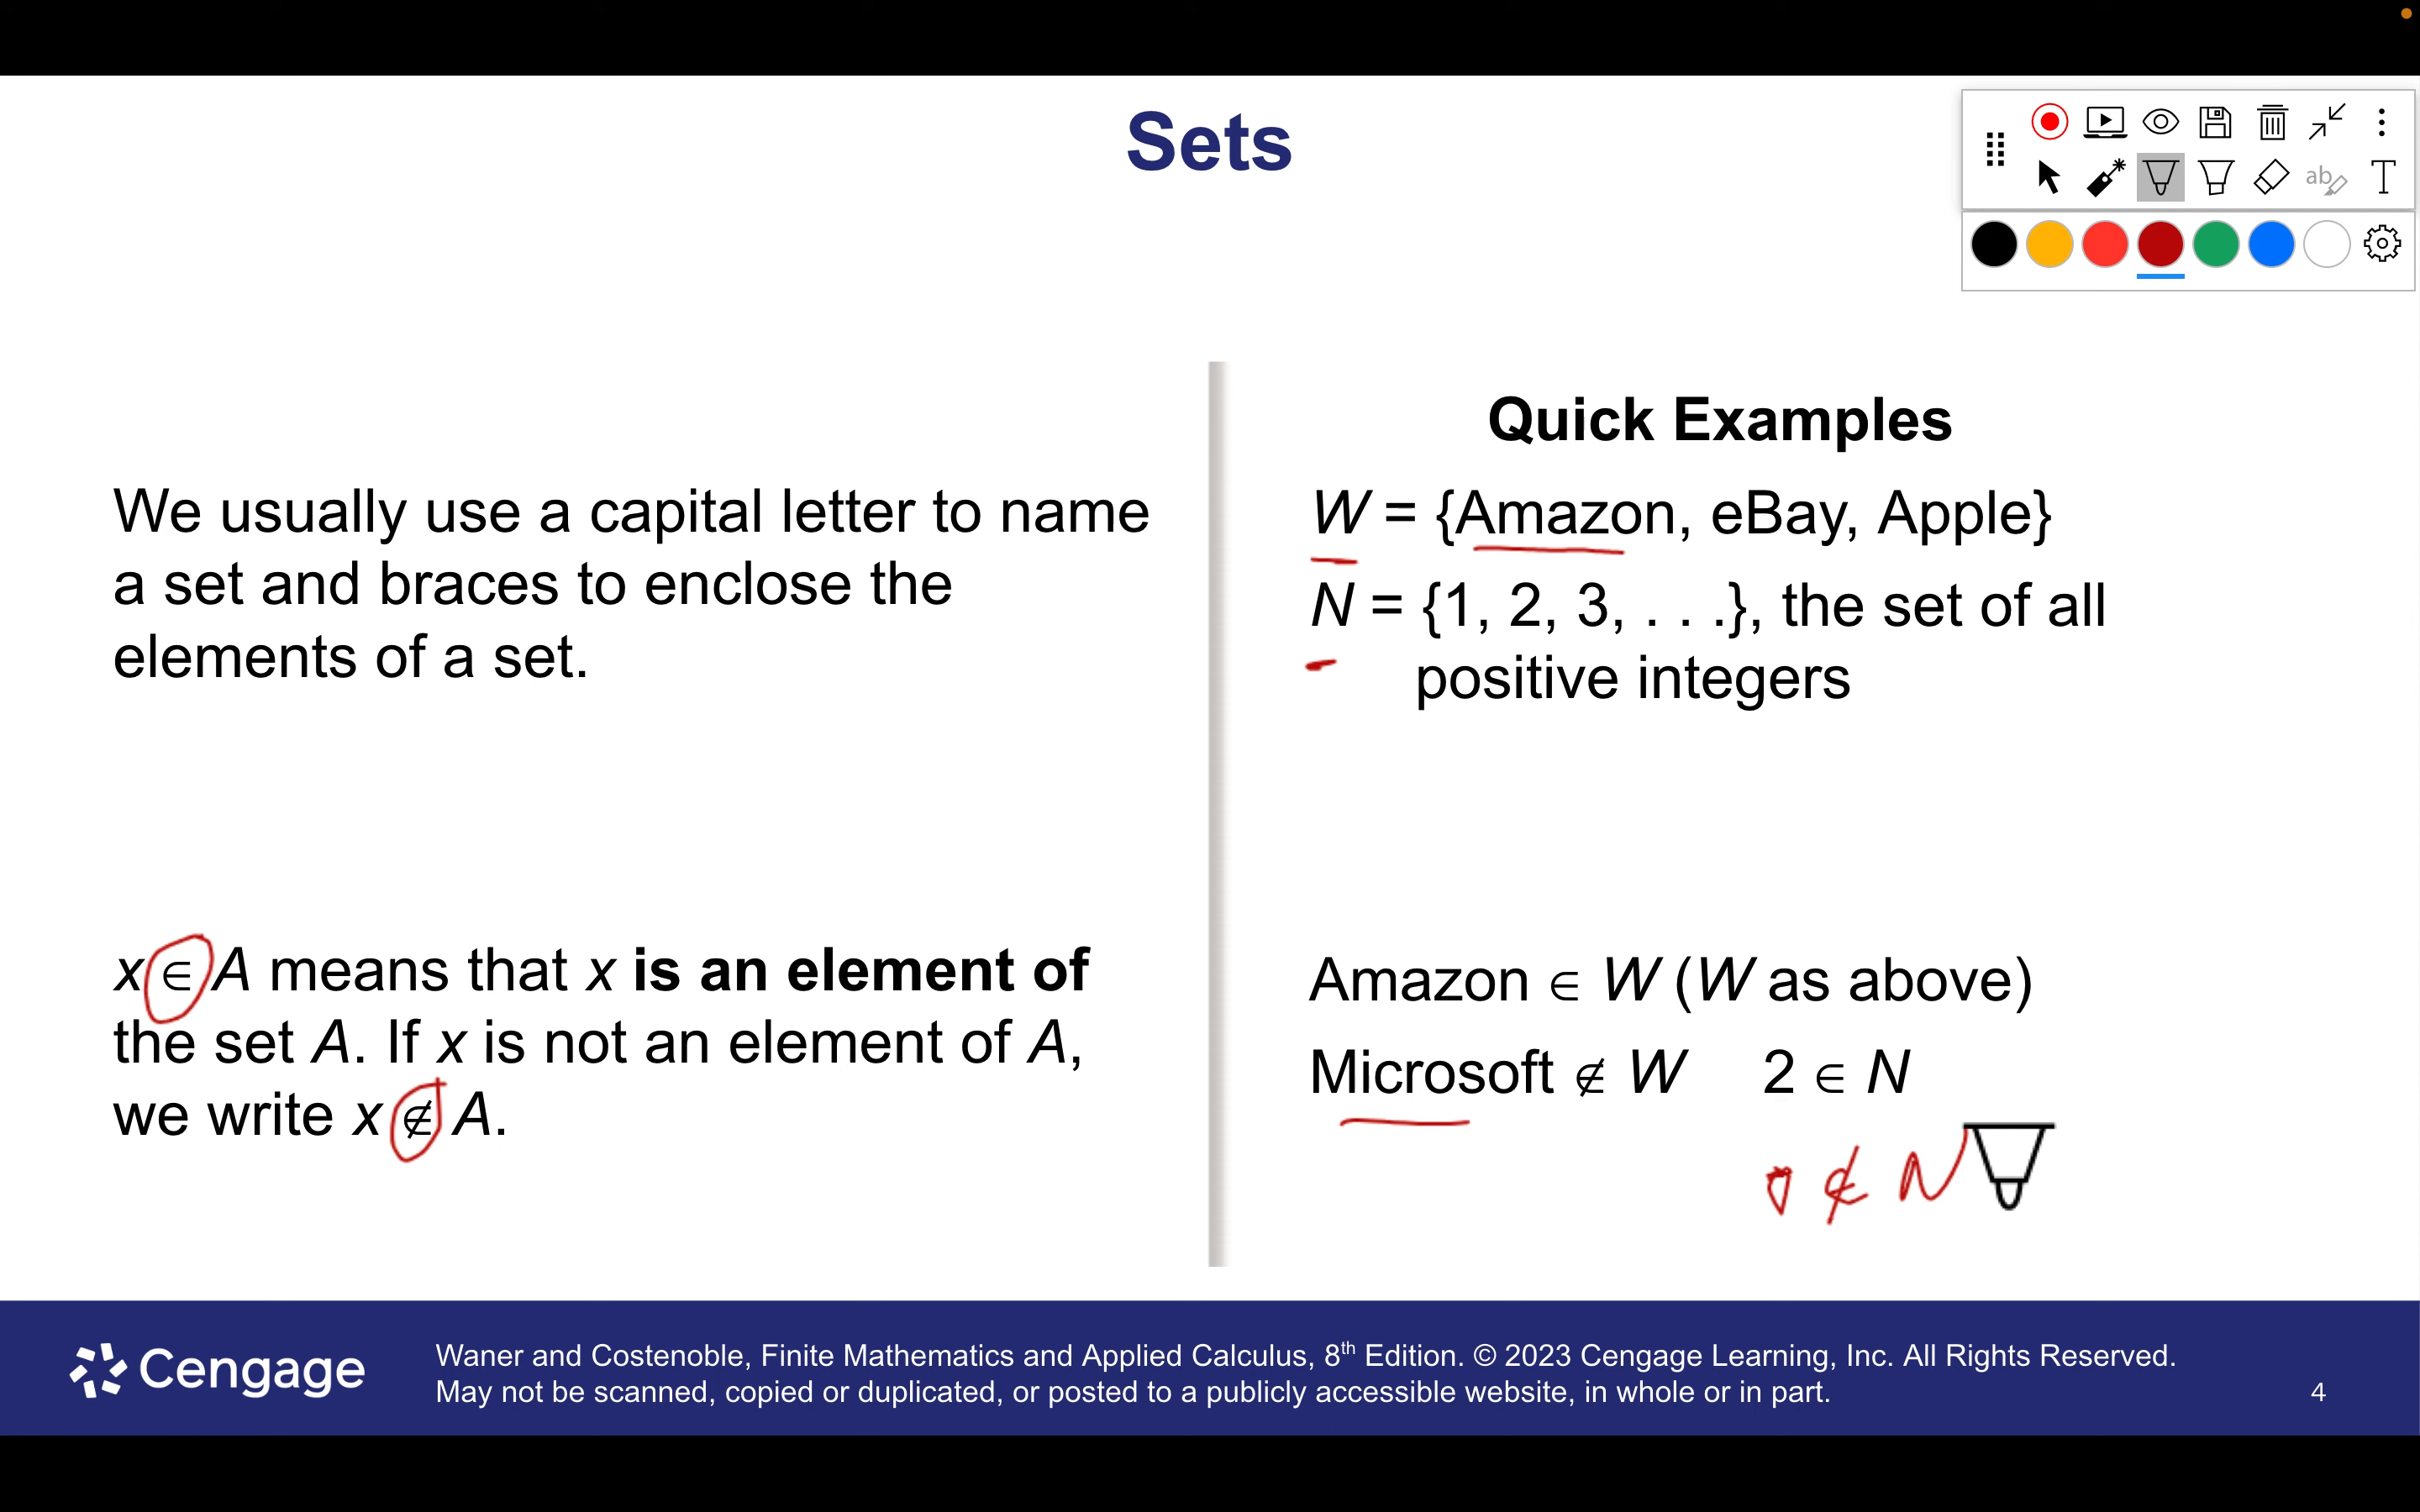 Sets
We usually use a capital letter to name
a set and braces to enclose the
elements of a set.
x ∈ A means that x is an element of
the set A. If x is not an element of A,
we write x ∉ A.
Quick Examples
W = {Amazon, eBay, Apple}
N = {1, 2, 3, . . .}, the set of all
positive integers
Amazon ∈ W (W as above)
Microsoft ∉ W 2 ∈ N
0 ∉ N
ab
T
Cengage
Waner and Costenoble, Finite Mathematics and Applied Calculus, 8th Edition. © 2023 Cengage Learning, Inc. All Rights Reserved.
May not be scanned, copied or duplicated, or posted to a publicly accessible website, in whole or in part.
4